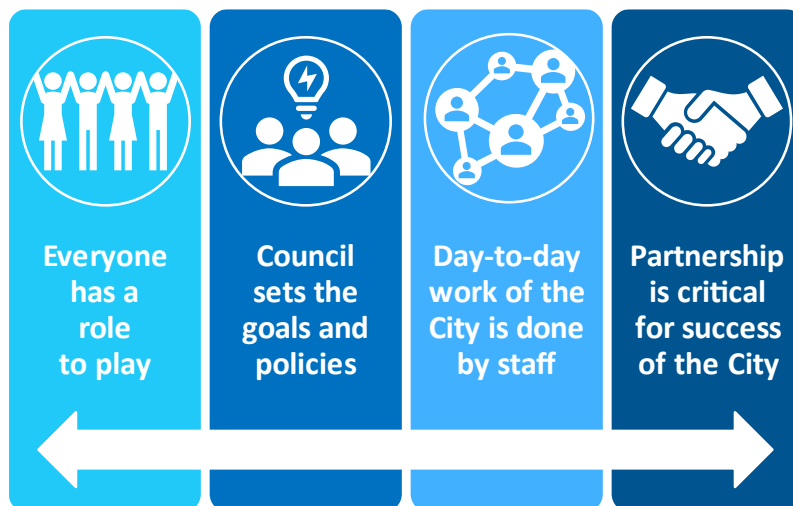 Everyone
has a
role
to play
Council
sets the
goals and
policies
Day-to-day
work of the
City is done
by staff
Partnership
is critical
for success
of the City